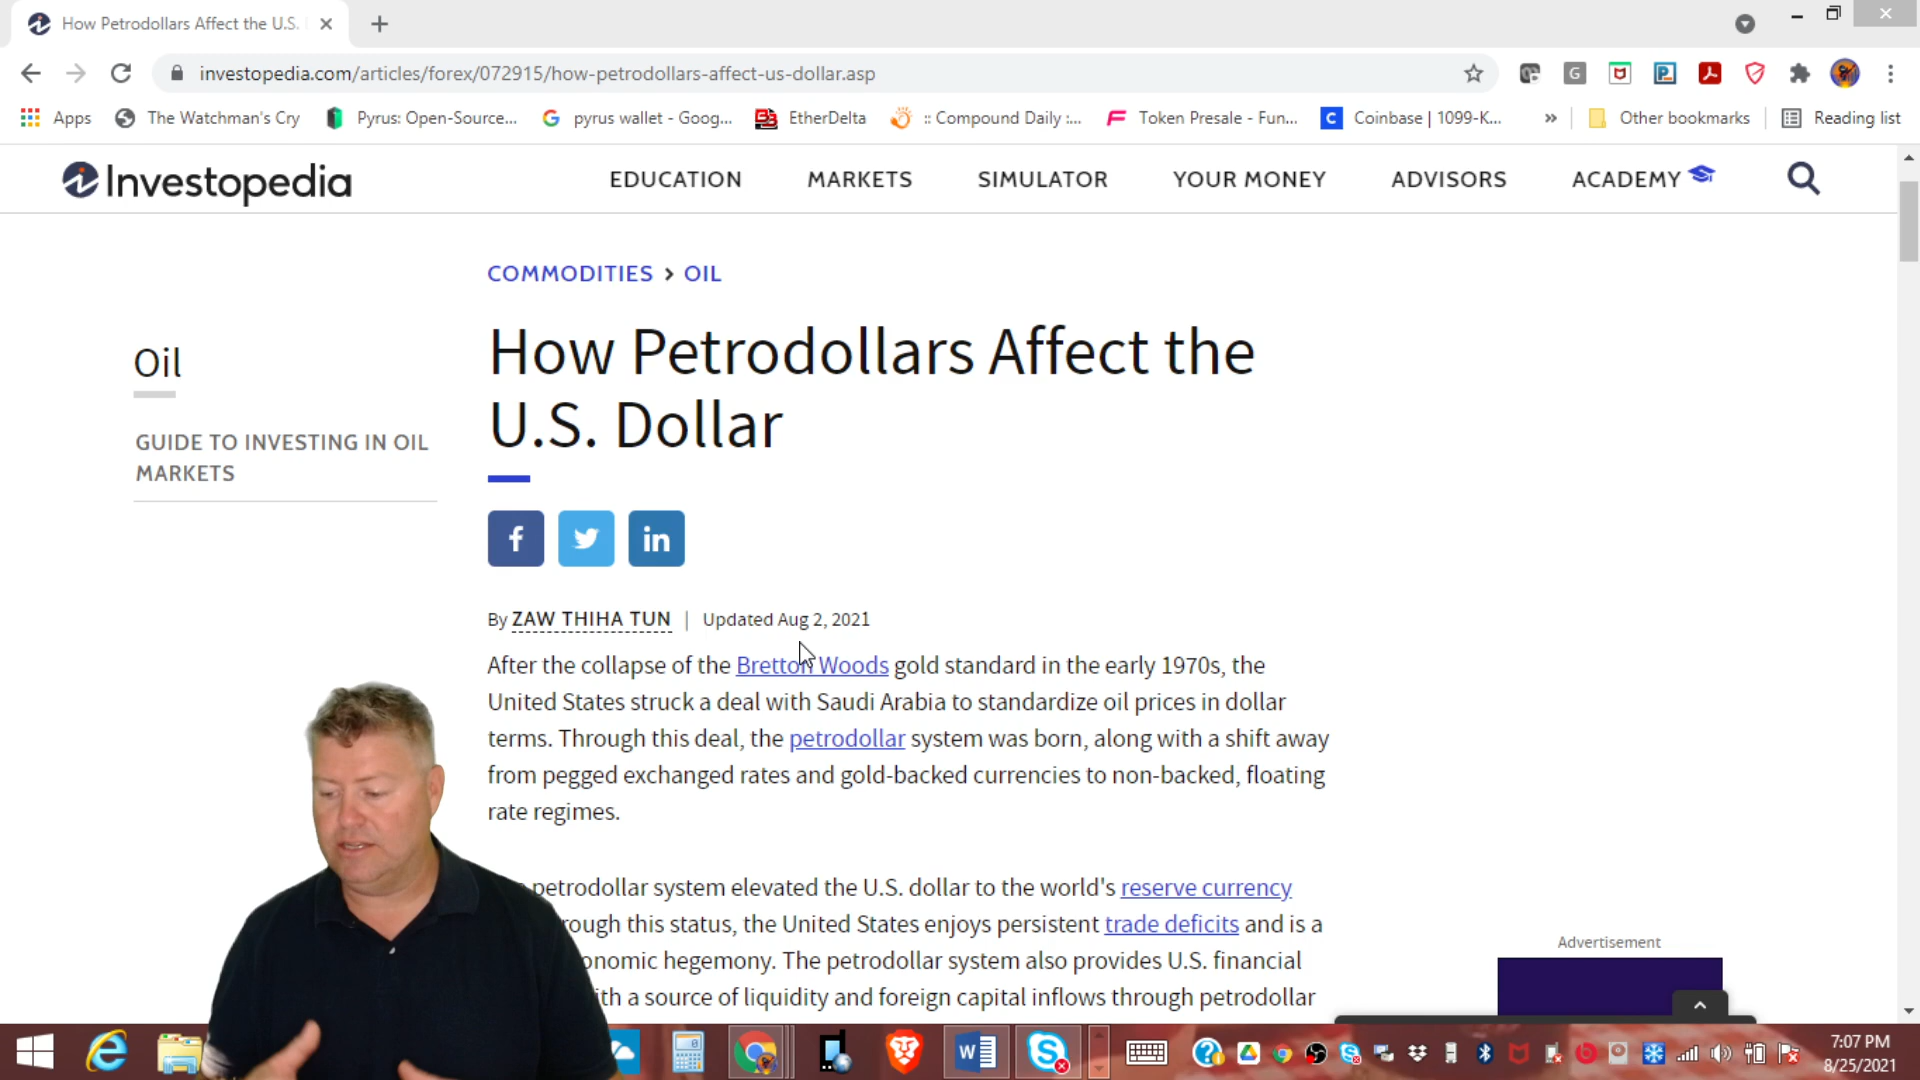 How Petrodollars Affect the U.S.
investopedia.com/articles/forex/072915/how-petrodollars-affect-us-dollar.asp
Apps
The Watchman's Cry
Pyrus: Open-Source...
pyrus wallet - Goog...
EtherDelta
:: Compound Daily :...
Token Presale - Fun...
Coinbase | 1099-K...
»
Other bookmarks
Reading list
Investopedia
EDUCATION
MARKETS
SIMULATOR
YOUR MONEY
ADVISORS
ACADEMY
COMMODITIES > OIL
Oil
GUIDE TO INVESTING IN OIL
MARKETS
How Petrodollars Affect the
U.S. Dollar
By ZAW THIHA TUN | Updated Aug 2, 2021
After the collapse of the Bretton Woods gold standard in the early 1970s, the
United States struck a deal with Saudi Arabia to standardize oil prices in dollar
terms. Through this deal, the petrodollar system was born, along with a shift away
from pegged exchanged rates and gold-backed currencies to non-backed, floating
rate regimes.
petrodollar system elevated the U.S. dollar to the world's reserve currency
rough this status, the United States enjoys persistent trade deficits and is a
onomic hegemony. The petrodollar system also provides U.S. financial
ith a source of liquidity and foreign capital inflows through petrodollar
Advertisement
7:07 PM
8/25/2021